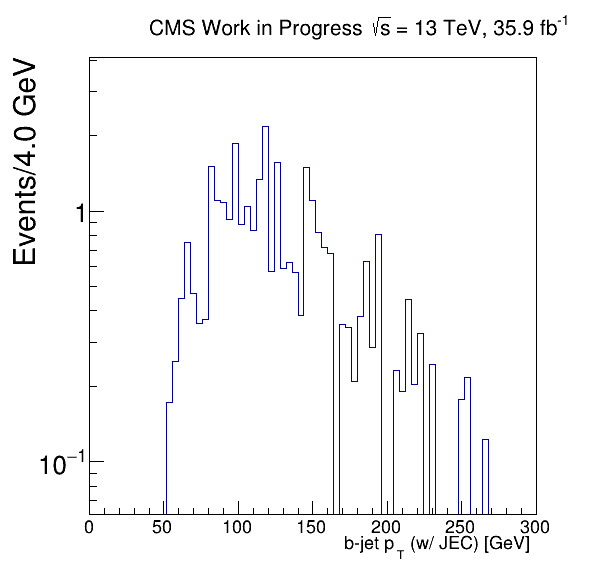 CMS Work in Progress √s = 13 TeV, 35.9 fb⁻¹
Events/4.0 GeV
1
10⁻¹
0 50 100 150 200 250 300
b-jet p_T (w/ JEC) [GeV]